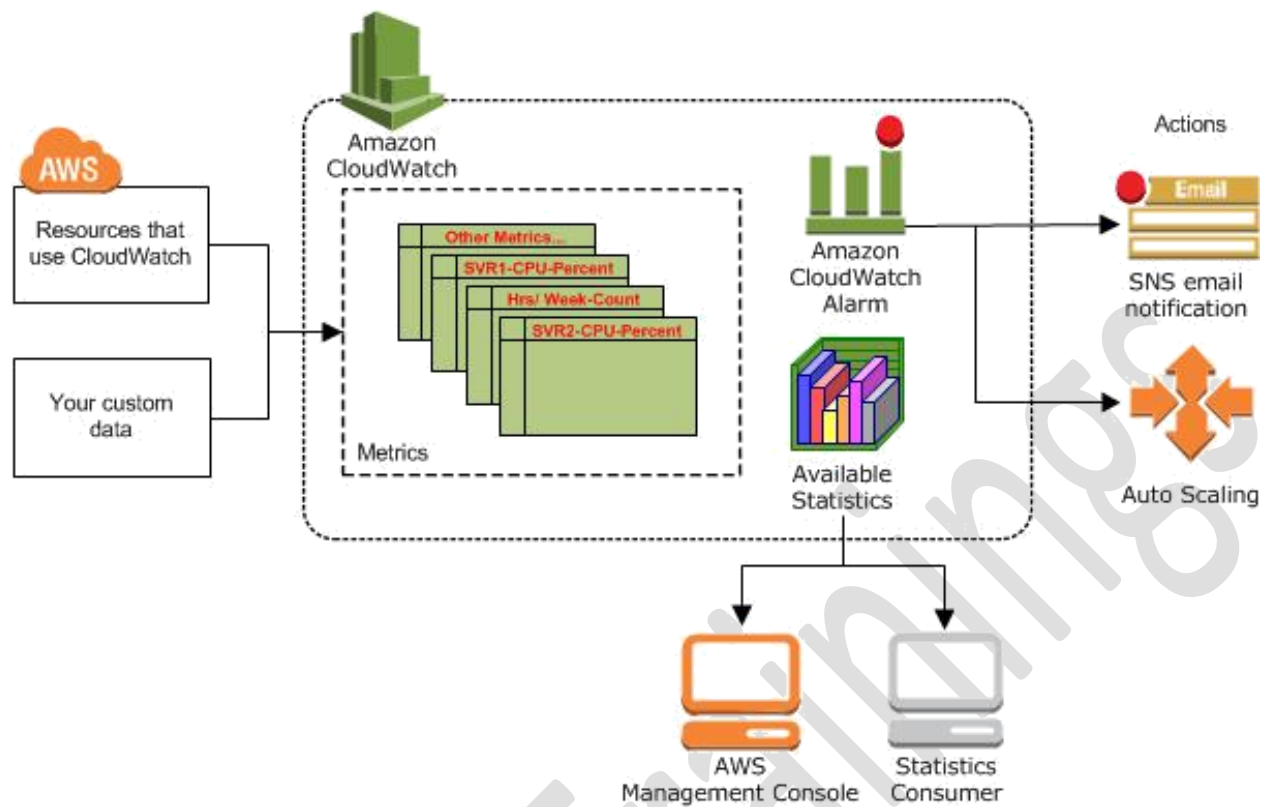 Amazon
CloudWatch
AWS
Resources that
use CloudWatch
Your custom
data
Other Metrics...
SVR1-CPU-Percent
Hrs/ Week-Count
SVR2-CPU-Percent
Metrics
Amazon
CloudWatch
Alarm
Available
Statistics
Actions
Email
SNS email
notification
Auto Scaling
AWS
Management Console
Statistics
Consumer